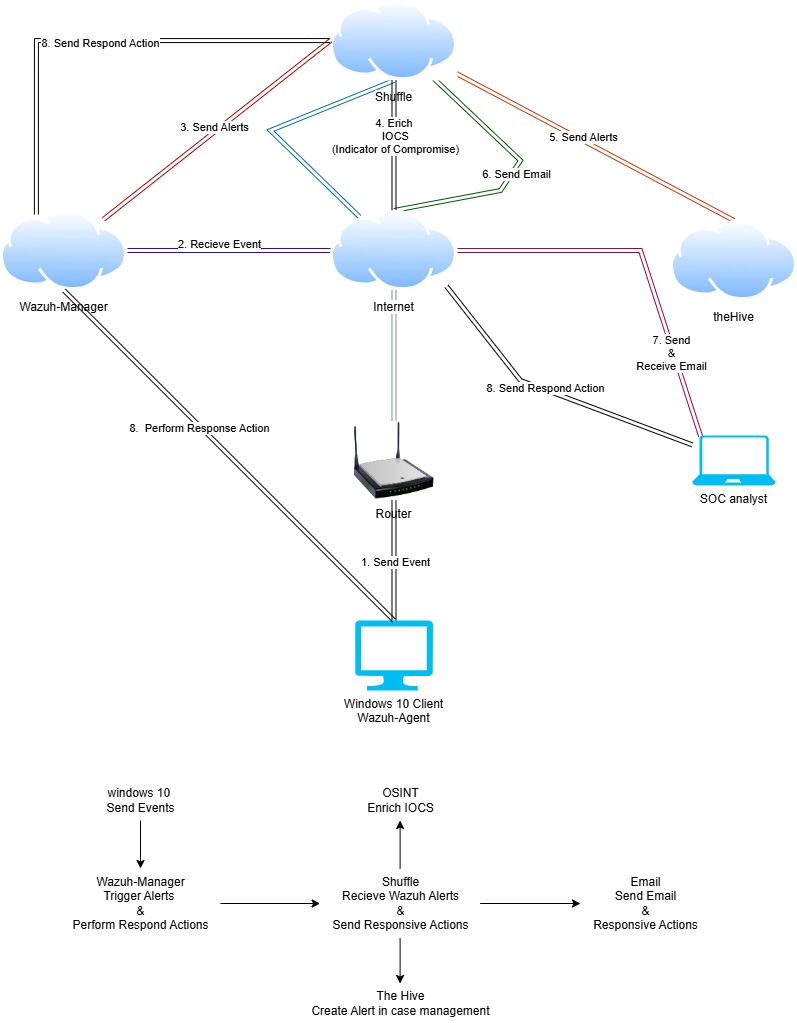 8. Send Respond Action
Shuffle
3. Send Alerts
4. Erich
IOCS
(Indicator of Compromise)
5. Send Alerts
6. Send Email
2. Recieve Event
Wazuh-Manager
Internet
theHive
7. Send
&
Receive Email
8. Send Respond Action
8.  Perform Response Action
SOC analyst
Router
1. Send Event
Windows 10 Client
Wazuh-Agent
windows 10
Send Events
OSINT
Enrich IOCS
Wazuh-Manager
Trigger Alerts
&
Perform Respond Actions
Shuffle
Recieve Wazuh Alerts
&
Send Responsive Actions
Email
Send Email
&
Responsive Actions
The Hive
Create Alert in case management